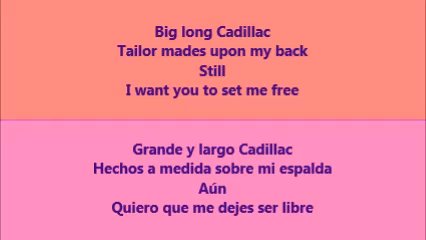 Big long Cadillac
Tailor mades upon my back
Still
I want you to set me free
Grande y largo Cadillac
Hechos a medida sobre mi espalda
Aún
Quiero que me dejes ser libre